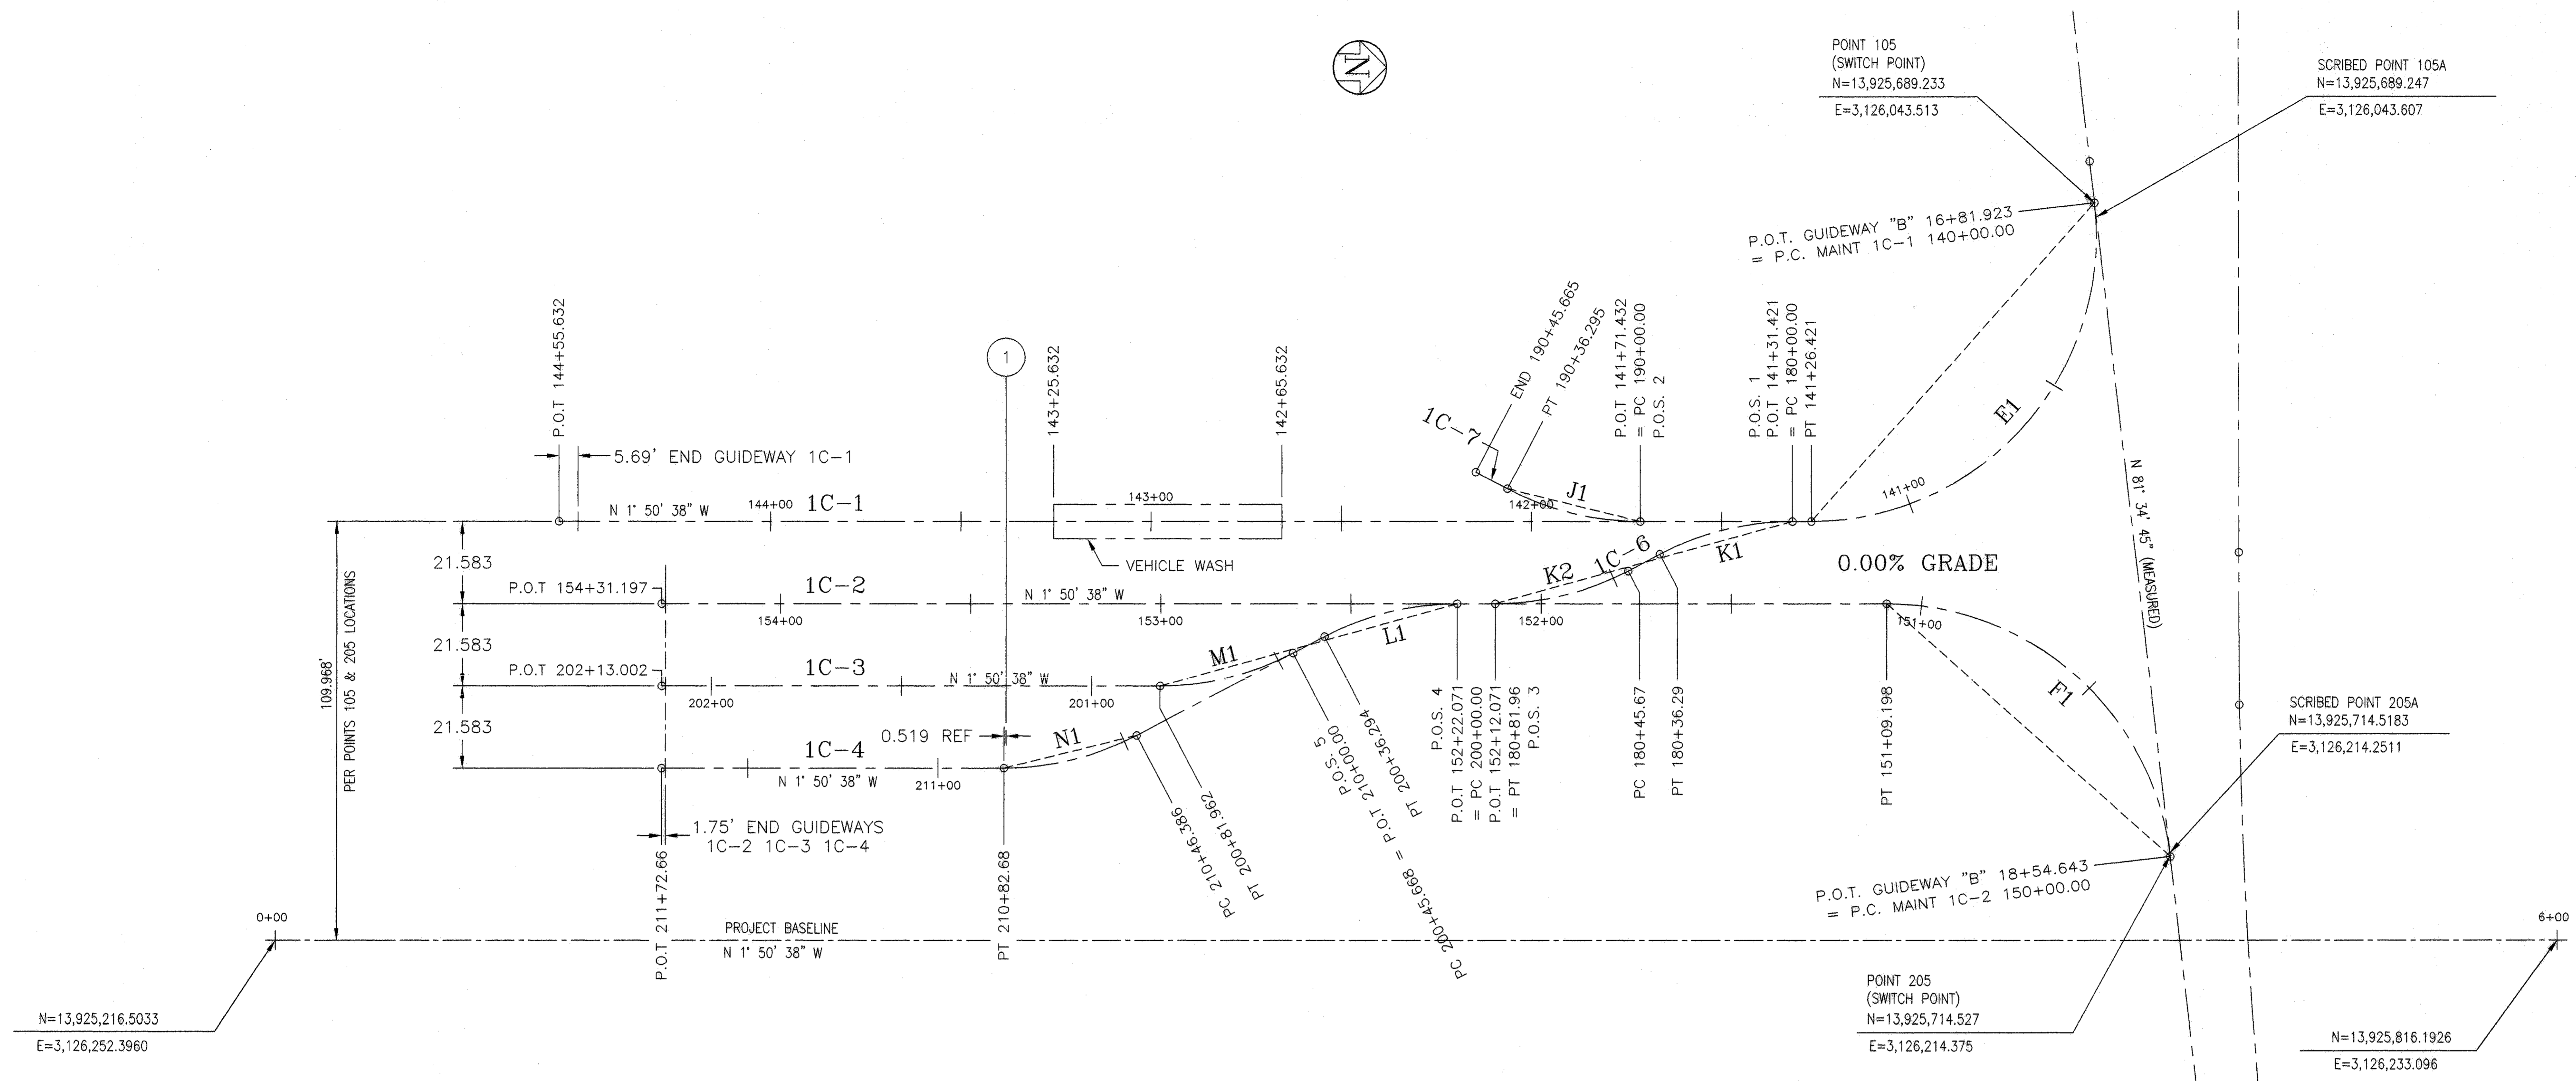 N
POINT 105
(SWITCH POINT)
N=13,925,689.233
E=3,126,043.513
SCRIBED POINT 105A
N=13,925,689.247
E=3,126,043.607
P.O.T. GUIDEWAY "B" 16+81.923
= P.C. MAINT 1C-1 140+00.00
P.O.T 144+55.632
5.69' END GUIDEWAY 1C-1
1
143+25.632
142+65.632
1C-7
END 190+45.665
PT 190+36.295
P.O.T 141+71.432
= PC 190+00.00
P.O.S. 2
P.O.S. 1
P.O.T 141+31.421
= PC 180+00.00
PT 141+26.421
E1
N 81° 34' 45" (MEASURED)
N 1° 50' 38" W
144+00
1C-1
143+00
J1
142+00
141+00
VEHICLE WASH
109.968'
PER POINTS 105 & 205 LOCATIONS
21.583
21.583
21.583
P.O.T 154+31.197
1C-2
N 1° 50' 38" W
154+00
153+00
K2
1C-6
K1
152+00
0.00% GRADE
151+00
P.O.T 202+13.002
1C-3
N 1° 50' 38" W
202+00
201+00
M1
L1
F1
0.519 REF
N1
1C-4
N 1° 50' 38" W
211+00
1.75' END GUIDEWAYS
1C-2 1C-3 1C-4
P.O.T 211+72.66
PT 210+82.68
PC 210+46.386
PT 200+81.962
P.O.S. 5
PC 200+45.668 = P.O.T 210+00.00
PT 200+36.294
P.O.S. 4
P.O.T 152+22.071
= PC 200+00.00
P.O.T 152+12.071
= PT 180+81.96
P.O.S. 3
PC 180+45.67
PT 180+36.29
PT 151+09.198
SCRIBED POINT 205A
N=13,925,714.5183
E=3,126,214.2511
P.O.T. GUIDEWAY "B" 18+54.643
= P.C. MAINT 1C-2 150+00.00
0+00
PROJECT BASELINE
N 1° 50' 38" W
6+00
N=13,925,216.5033
E=3,126,252.3960
POINT 205
(SWITCH POINT)
N=13,925,714.527
E=3,126,214.375
N=13,925,816.1926
E=3,126,233.096